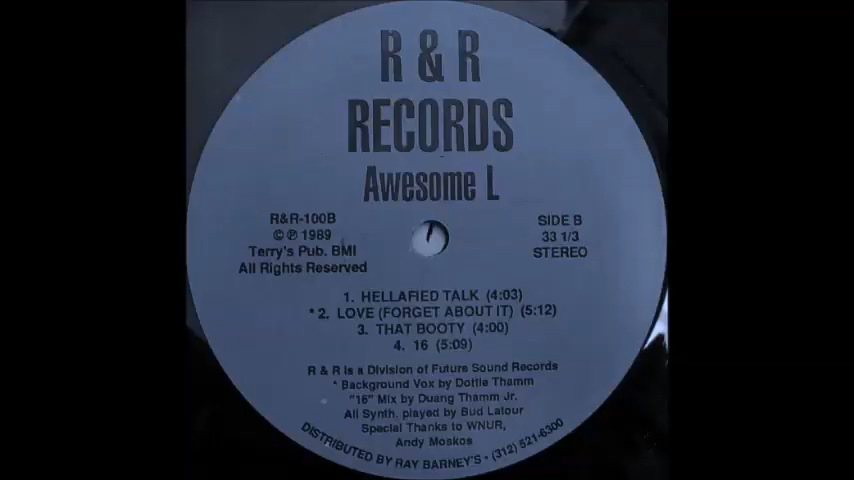 R & R
RECORDS
Awesome L
R&R-100B
© ℗ 1989
Terry's Pub. BMI
All Rights Reserved
SIDE B
33 1/3
STEREO
1. HELLAFIED TALK (4:03)
* 2. LOVE (FORGET ABOUT IT) (5:12)
3. THAT BOOTY (4:00)
4. 16 (5:09)
R & R is a Division of Future Sound Records
* Background Vox by Dottie Thamm
"16" Mix by Duang Thamm Jr.
All Synth. played by Bud Latour
Special Thanks to WNUR,
Andy Moskos
DISTRIBUTED BY RAY BARNEY'S • (312) 521-6300